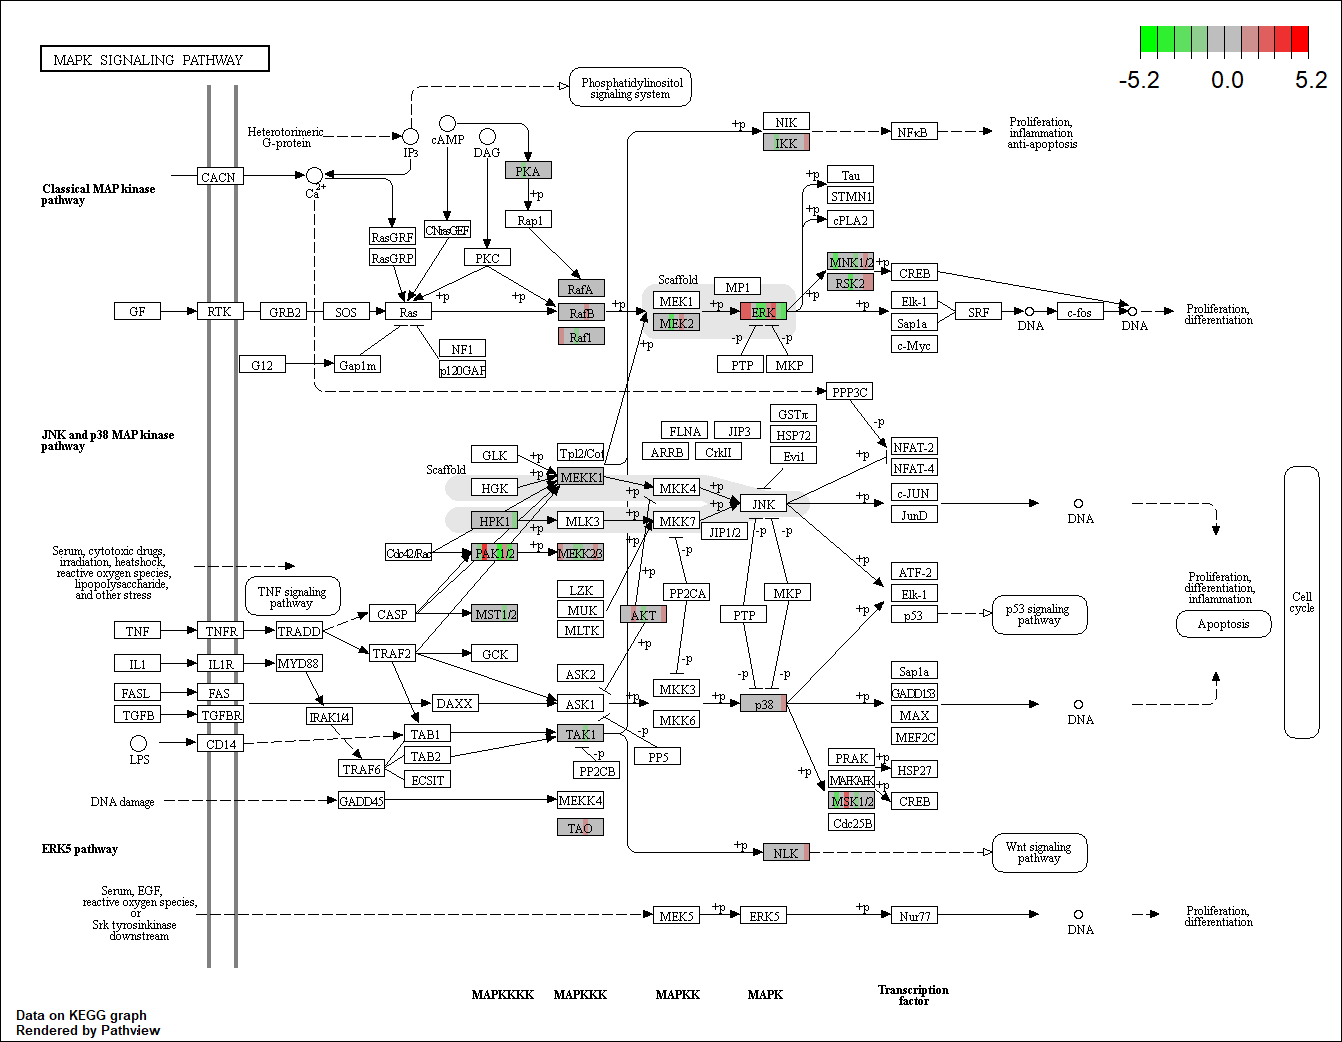 MAPK SIGNALING PATHWAY
-5.2 0.0 5.2
Phosphatidylinositol
signaling system
Heterotorimeric
G-protein
IP3
cAMP
DAG
+p
NIK
IKK
NFκB
Proliferation,
inflammation
anti-apoptosis
CACN
Ca2+
PKA
+p
Tau
STMN1
+p
+p
cPLA2
Classical MAP kinase
pathway
RasGRF
RasGRP
CNrasGEF
Rap1
PKC
RafA
Scaffold
MP1
MNK1/2
RSK2
+p
+p
CREB
GF
RTK
GRB2
SOS
Ras
+p
+p
RafB
Raf1
+p
MEK1
MEK2
+p
ERK
+p
Elk-1
Sap1a
c-Myc
SRF
DNA
c-fos
DNA
Proliferation,
differentiation
G12
Gap1m
NF1
p120GAP
+p
-p
-p
PTP
MKP
PPP3C
-p
JNK and p38 MAP kinase
pathway
GSTπ
HSP72
Evi1
FLNA
JIP3
ARRB
CrkII
NFAT-2
NFAT-4
Scaffold
GLK
HGK
+p
+p
+p
Tpl2/Cot
MEKK1
+p
+p
MKK4
+p
+p
JNK
+p
+p
c-JUN
JunD
DNA
HPK1
+p
MLK3
MKK7
JIP1/2
-p
-p
Cdc42/Rac
PAK1/2
+p
MEKK2/3
+p
-p
+p
Serum, cytotoxic drugs,
irradiation, heatshock,
reactive oxygen species,
lipopolysaccharide,
and other stress
TNF signaling
pathway
LZK
MUK
MLTK
+p
PP2CA
MKP
PTP
AKT
ATF-2
Elk-1
p53
+p
p53 signaling
pathway
Proliferation,
differentiation,
inflammation
Apoptosis
Cell
cycle
CASP
MST1/2
TNF
TNFR
TRADD
TRAF2
GCK
+p
IL1
IL1R
MYD88
ASK2
-p
-p
-p
FASL
FAS
DAXX
ASK1
+p
MKK3
MKK6
+p
p38
+p
Sap1a
GADD153
MAX
MEF2C
DNA
TGFB
TGFBR
IRAK1/4
LPS
CD14
TAB1
TAB2
ECSIT
TRAF6
TAK1
-p
-p
PP2CB
PP5
+p
PRAK
MAPKAPK
MSK1/2
Cdc25B
+p
+p
HSP27
CREB
DNA damage
GADD45
MEKK4
TAO
ERK5 pathway
+p
NLK
Wnt signaling
pathway
Serum, EGF,
reactive oxygen species,
or
Srk tyrosinkinase
downstream
MEK5
+p
ERK5
+p
Nur77
DNA
Proliferation,
differentiation
MAPKKKK
MAPKKK
MAPKK
MAPK
Transcription
factor
Data on KEGG graph
Rendered by Pathview